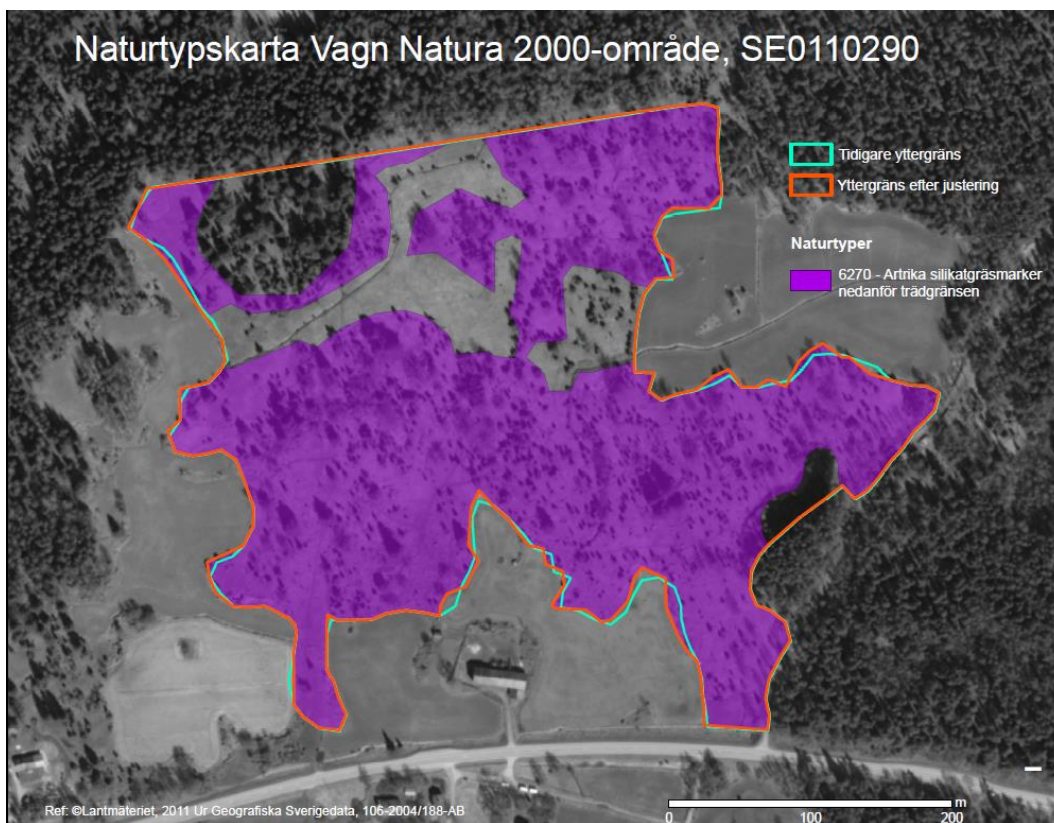 Naturtypskarta Vagn Natura 2000-område, SE0110290
Tidigare yttergräns
Yttergräns efter justering
Naturtyper
6270 - Artrika silikatgräsmarker
nedanför trädgränsen
Ref: ©Lantmäteriet, 2011 Ur Geografiska Sverigedata, 106-2004/188-AB
m
0 100 200